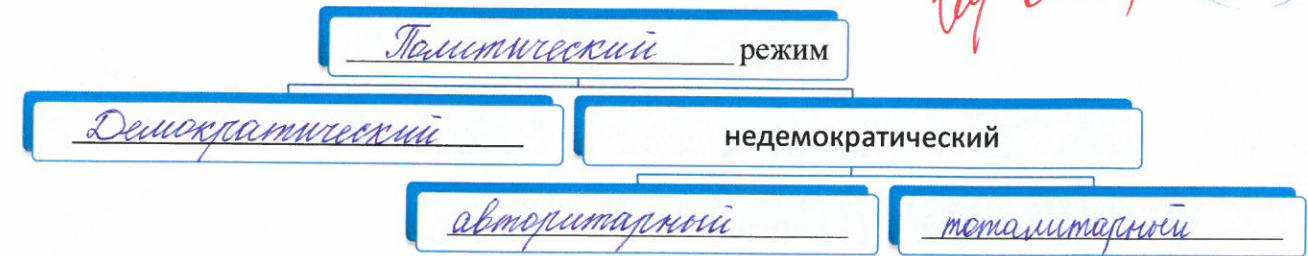 Политический режим
Демократический
недемократический
авторитарный
тоталитарный